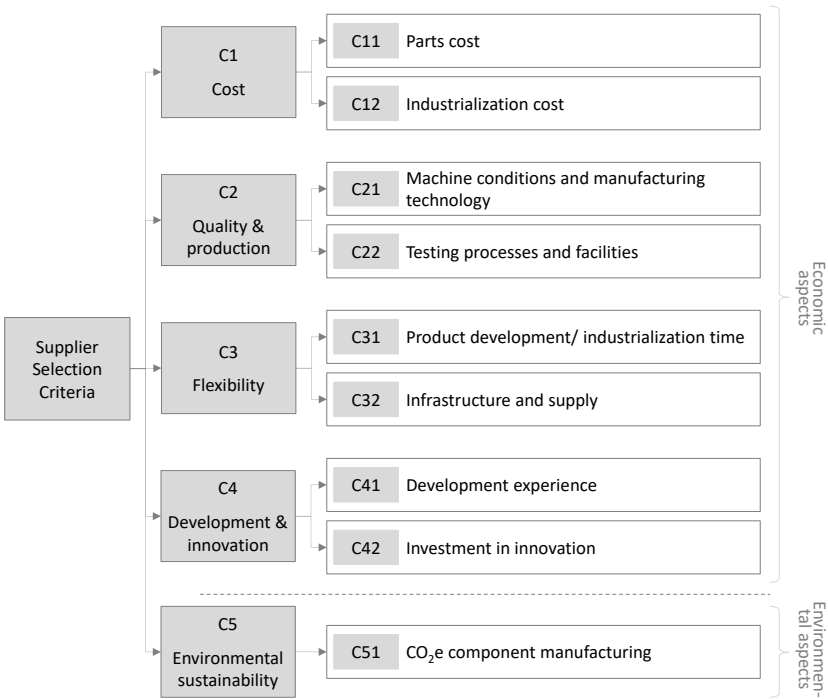 Supplier
Selection
Criteria
C1
Cost
C11 Parts cost
C12 Industrialization cost
C2
Quality &
production
C21 Machine conditions and manufacturing
technology
C22 Testing processes and facilities
C3
Flexibility
C31 Product development/ industrialization time
C32 Infrastructure and supply
C4
Development &
innovation
C41 Development experience
C42 Investment in innovation
C5
Environmental
sustainability
C51 CO₂e component manufacturing
Economic
aspects
Environmen-
tal aspects